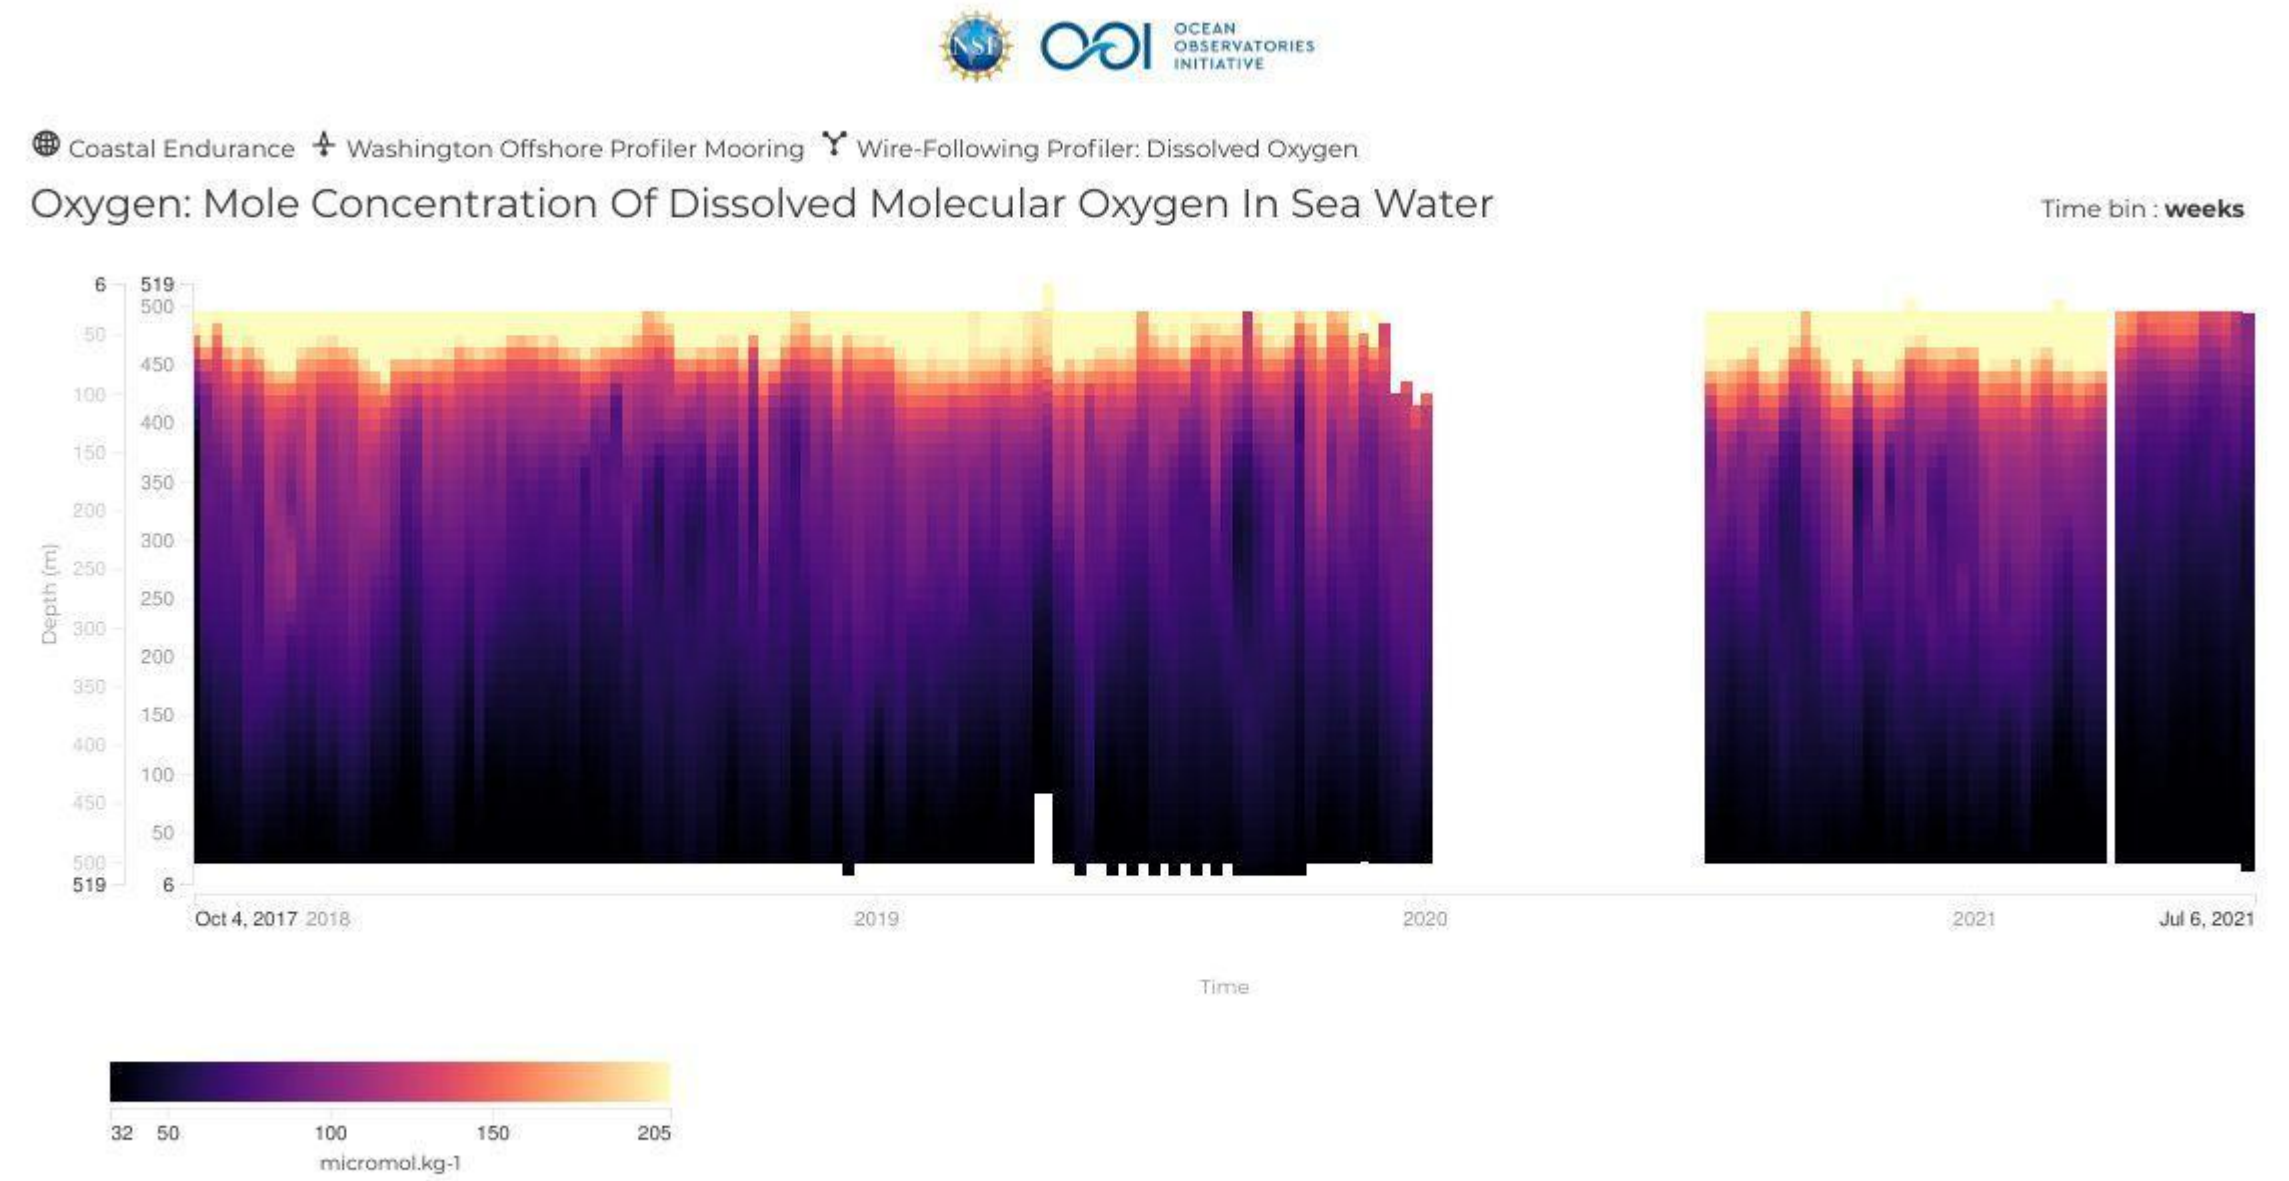 NSF
OOI
OCEAN
OBSERVATORIES
INITIATIVE
Coastal Endurance Washington Offshore Profiler Mooring Wire-Following Profiler: Dissolved Oxygen
Oxygen: Mole Concentration Of Dissolved Molecular Oxygen In Sea Water
Time bin : weeks
Depth (m)
6
50
100
150
200
250
300
350
400
450
500
519
519
500
450
400
350
300
250
200
150
100
50
6
Oct 4, 2017 2018 2019 2020 2021 Jul 6, 2021
Time
32 50 100 150 205
micromol.kg-1